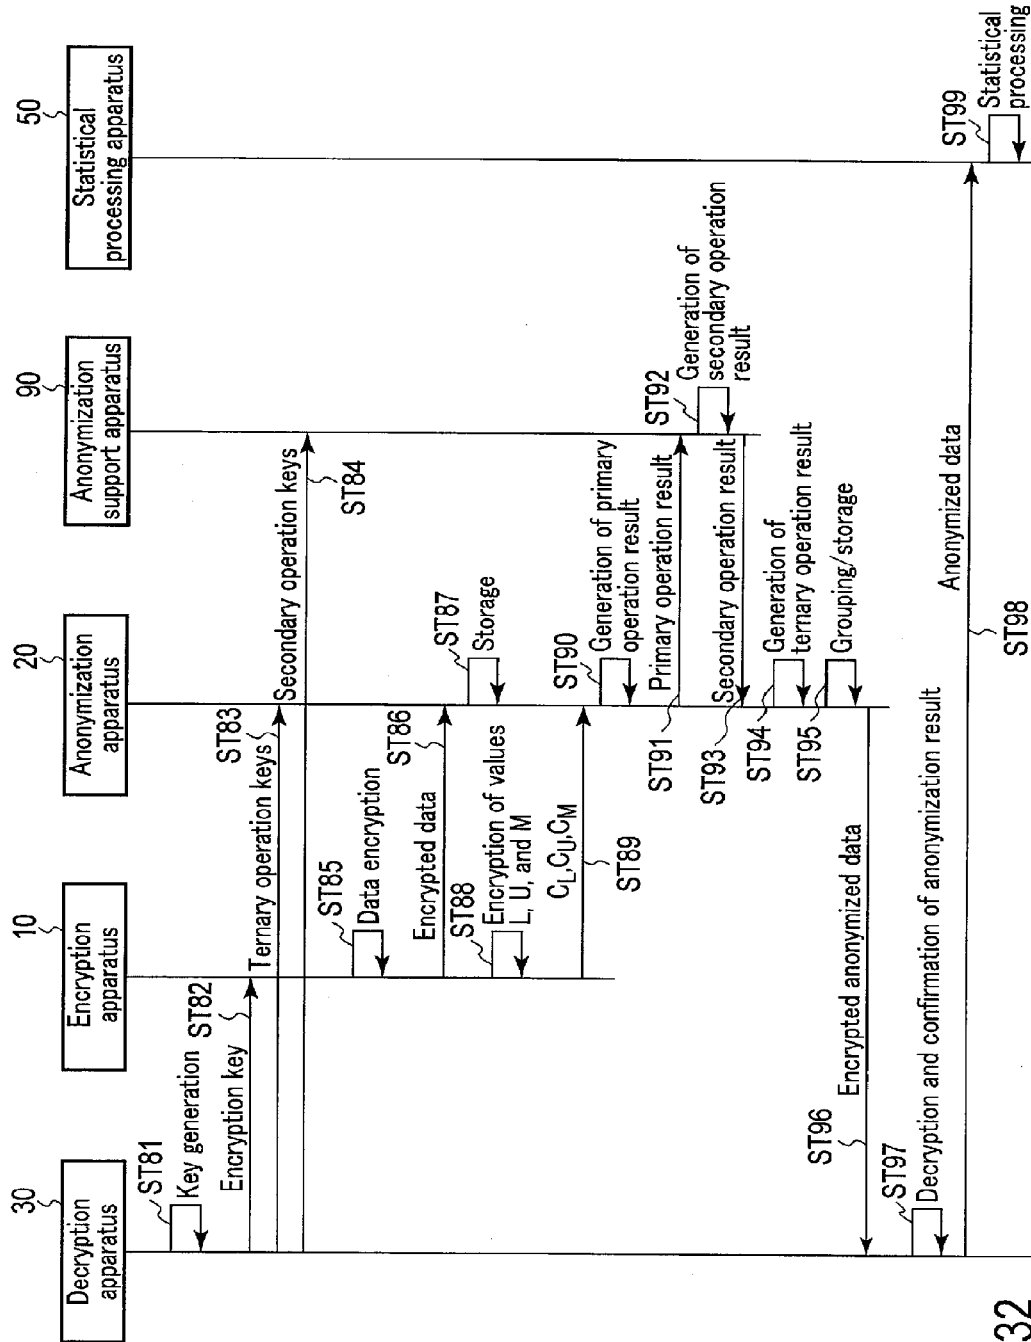 30
Decryption
apparatus
10
Encryption
apparatus
20
Anonymization
apparatus
90
Anonymization
support apparatus
50
Statistical
processing apparatus
ST81
Key generation
Encryption key
ST82
Ternary operation keys
ST83
Secondary operation keys
ST84
ST85
Data encryption
Encrypted data
ST86
ST87
Storage
ST88
Encryption of values
L, U, and M
CL,CU,CM
ST89
ST90
Generation of primary
operation result
Primary operation result
ST91
ST92
Generation of
secondary operation
result
Secondary operation result
ST93
ST94
Generation of
ternary operation result
ST95
Grouping/storage
Encrypted anonymized data
ST96
ST97
Decryption and confirmation of anonymization result
Anonymized data
ST98
ST99
Statistical
processing
32